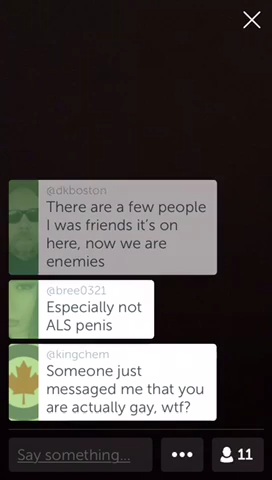 @dkboston
There are a few people
I was friends it's on
here, now we are
enemies
@bree0321
Especially not
ALS penis
@kingchem
Someone just
messaged me that you
are actually gay, wtf?
Say something...
11